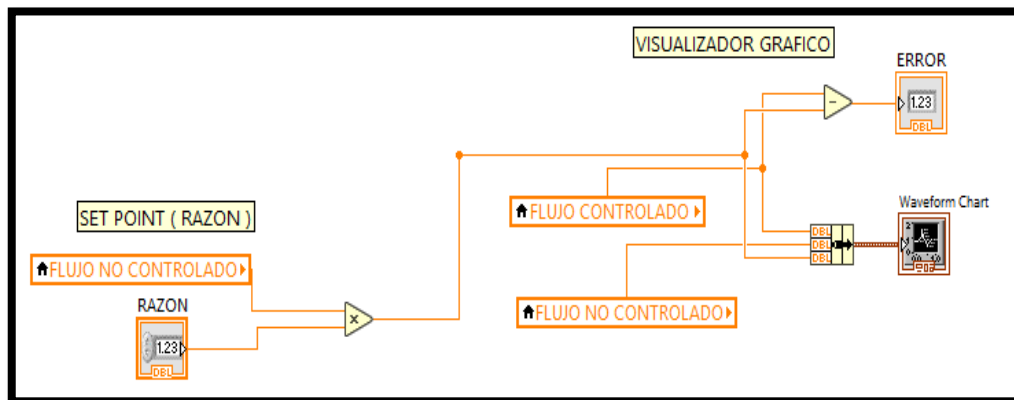 VISUALIZADOR GRAFICO
ERROR
1.23
DBL
FLUJO CONTROLADO
Waveform Chart
DBL
DBL
DBL
SET POINT ( RAZON )
FLUJO NO CONTROLADO
FLUJO NO CONTROLADO
RAZON
1.23
DBL